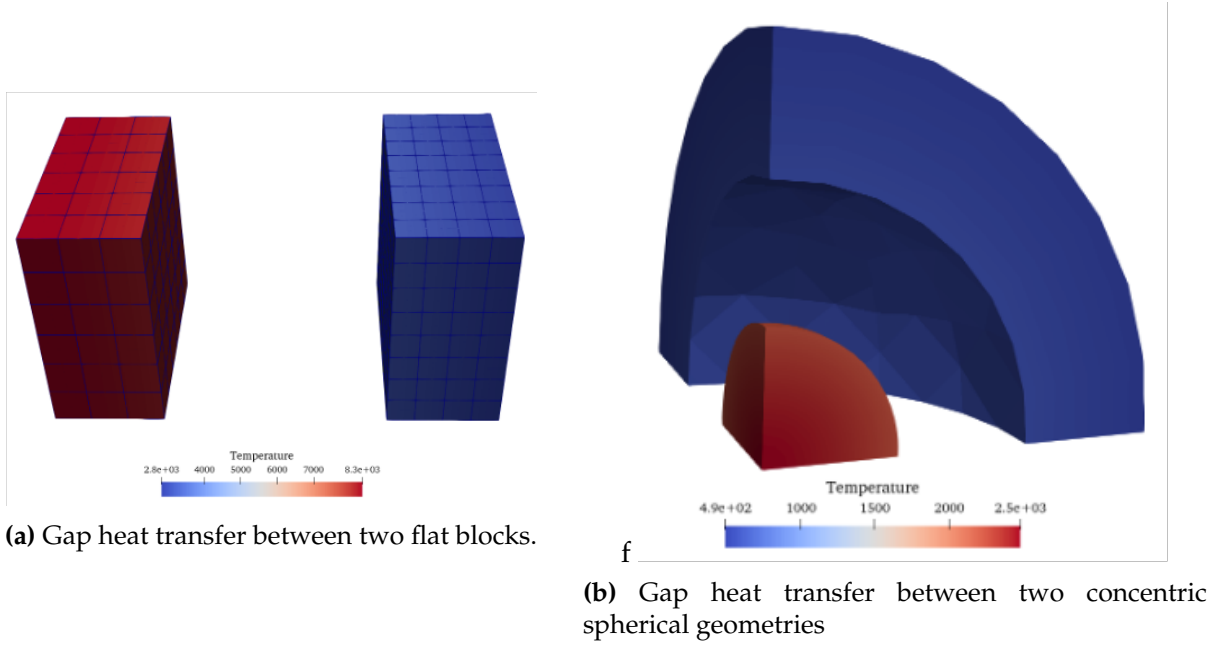 Temperature
2.8e+03 4000 5000 6000 7000 8.3e+03
(a) Gap heat transfer between two flat blocks.
Temperature
4.9e+02 1000 1500 2000 2.5e+03
f
(b) Gap heat transfer between two concentric
spherical geometries